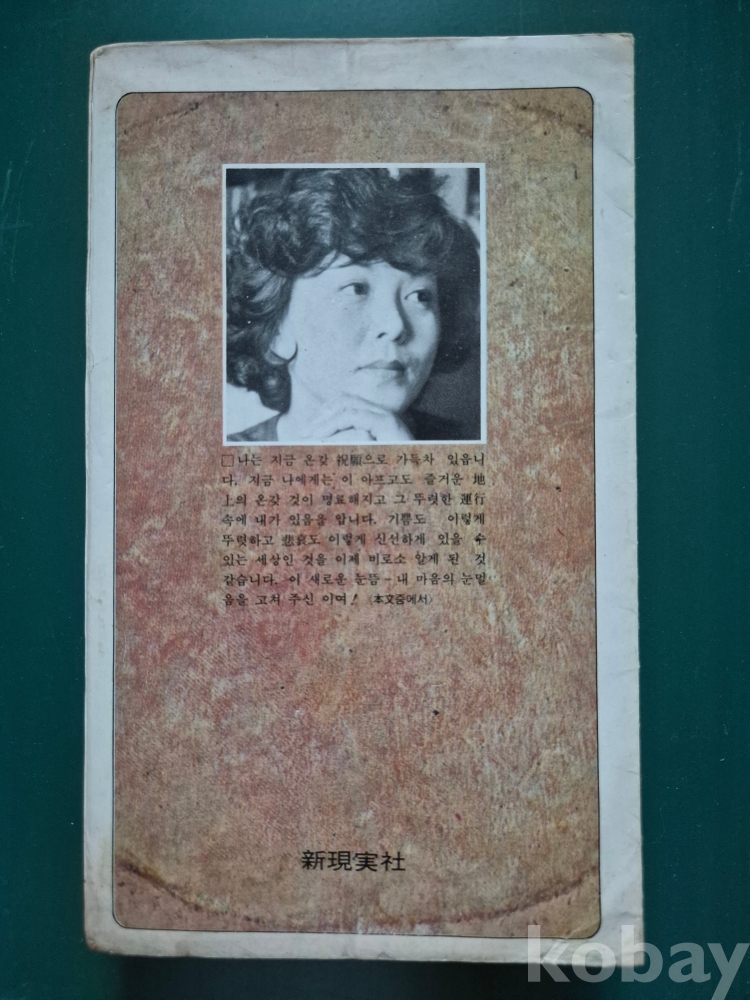 □나는 지금 온갖 祝願으로 가득차 있읍니
다. 지금 나에게는 이 아프고도 즐거운 地
上의 온갖 것이 명료해지고 그 뚜렷한 運行
속에 내가 있음을 압니다. 기쁨도 이렇게
뚜렷하고 悲哀도 이렇게 신선하게 있을 수
있는 세상인 것을 이제 비로소 알게 된 것
같습니다. 이 새로운 눈뜸-내 마음의 눈멀
음을 고쳐 주신 이여! 〈本文줌에서〉
新現実社
kobay